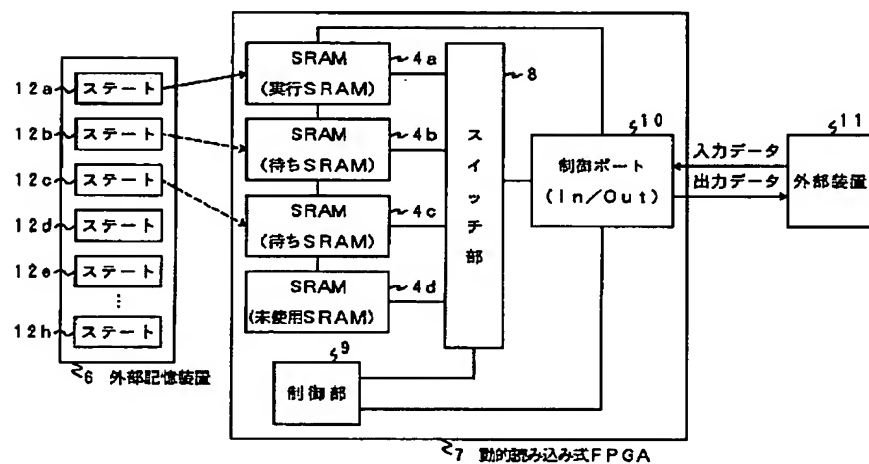 12a ステート
12b ステート
12c ステート
12d ステート
12e ステート
⋮
12h ステート
6 外部記憶装置
SRAM
(実行SRAM)
4a
SRAM
(待ちSRAM)
4b
SRAM
(待ちSRAM)
4c
SRAM
(未使用SRAM)
4d
スイッチ部
8
9
制御部
10
制御ポート
(In/Out)
入力データ
出力データ
11
外部装置
7 動的読み込み式FPGA